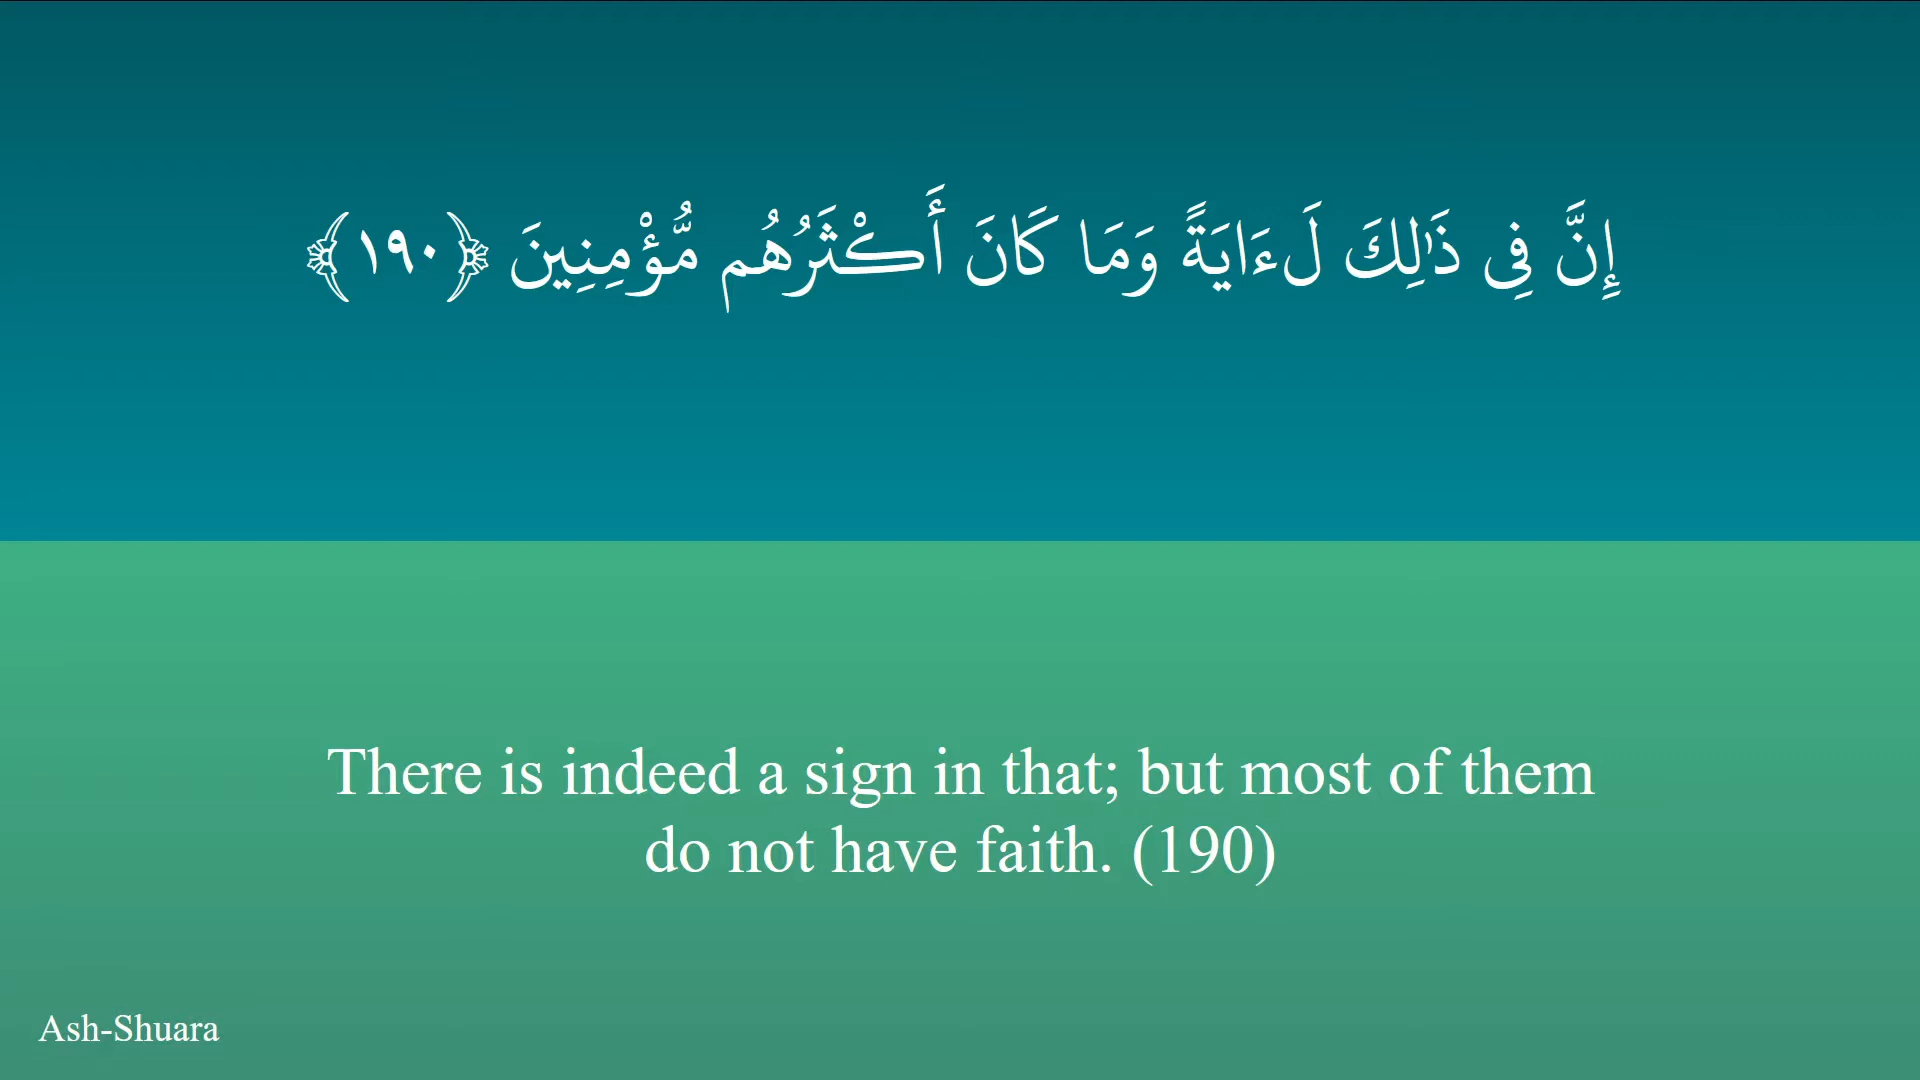 إِنَّ فِى ذَٰلِكَ لَءَايَةً وَمَا كَانَ أَكْثَرُهُم مُّؤْمِنِينَ ﴿١٩٠﴾
There is indeed a sign in that; but most of them
do not have faith. (190)
Ash-Shuara